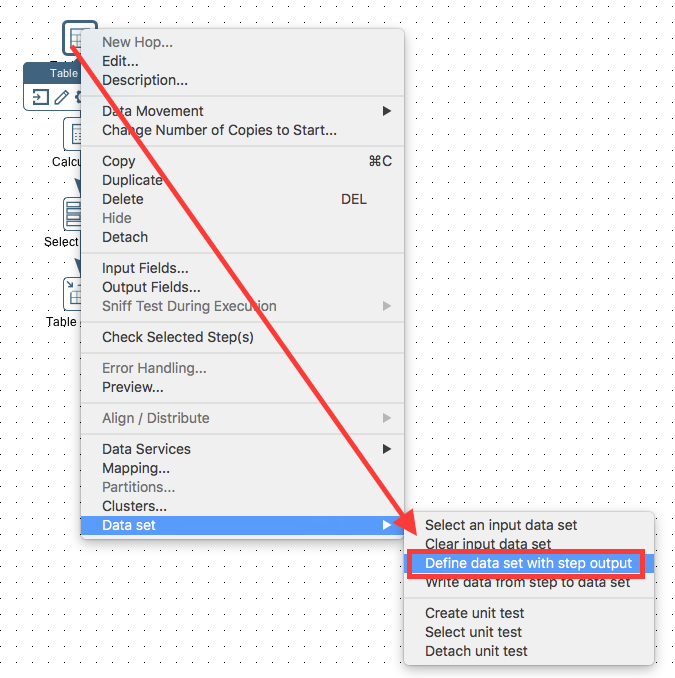 Table
Calcu
Select
Table
New Hop...
Edit...
Description...
Data Movement
Change Number of Copies to Start...
Copy ⌘C
Duplicate
Delete DEL
Hide
Detach
Input Fields...
Output Fields...
Sniff Test During Execution
Check Selected Step(s)
Error Handling...
Preview...
Align / Distribute
Data Services
Mapping...
Partitions...
Clusters...
Data set
Select an input data set
Clear input data set
Define data set with step output
Write data from step to data set
Create unit test
Select unit test
Detach unit test